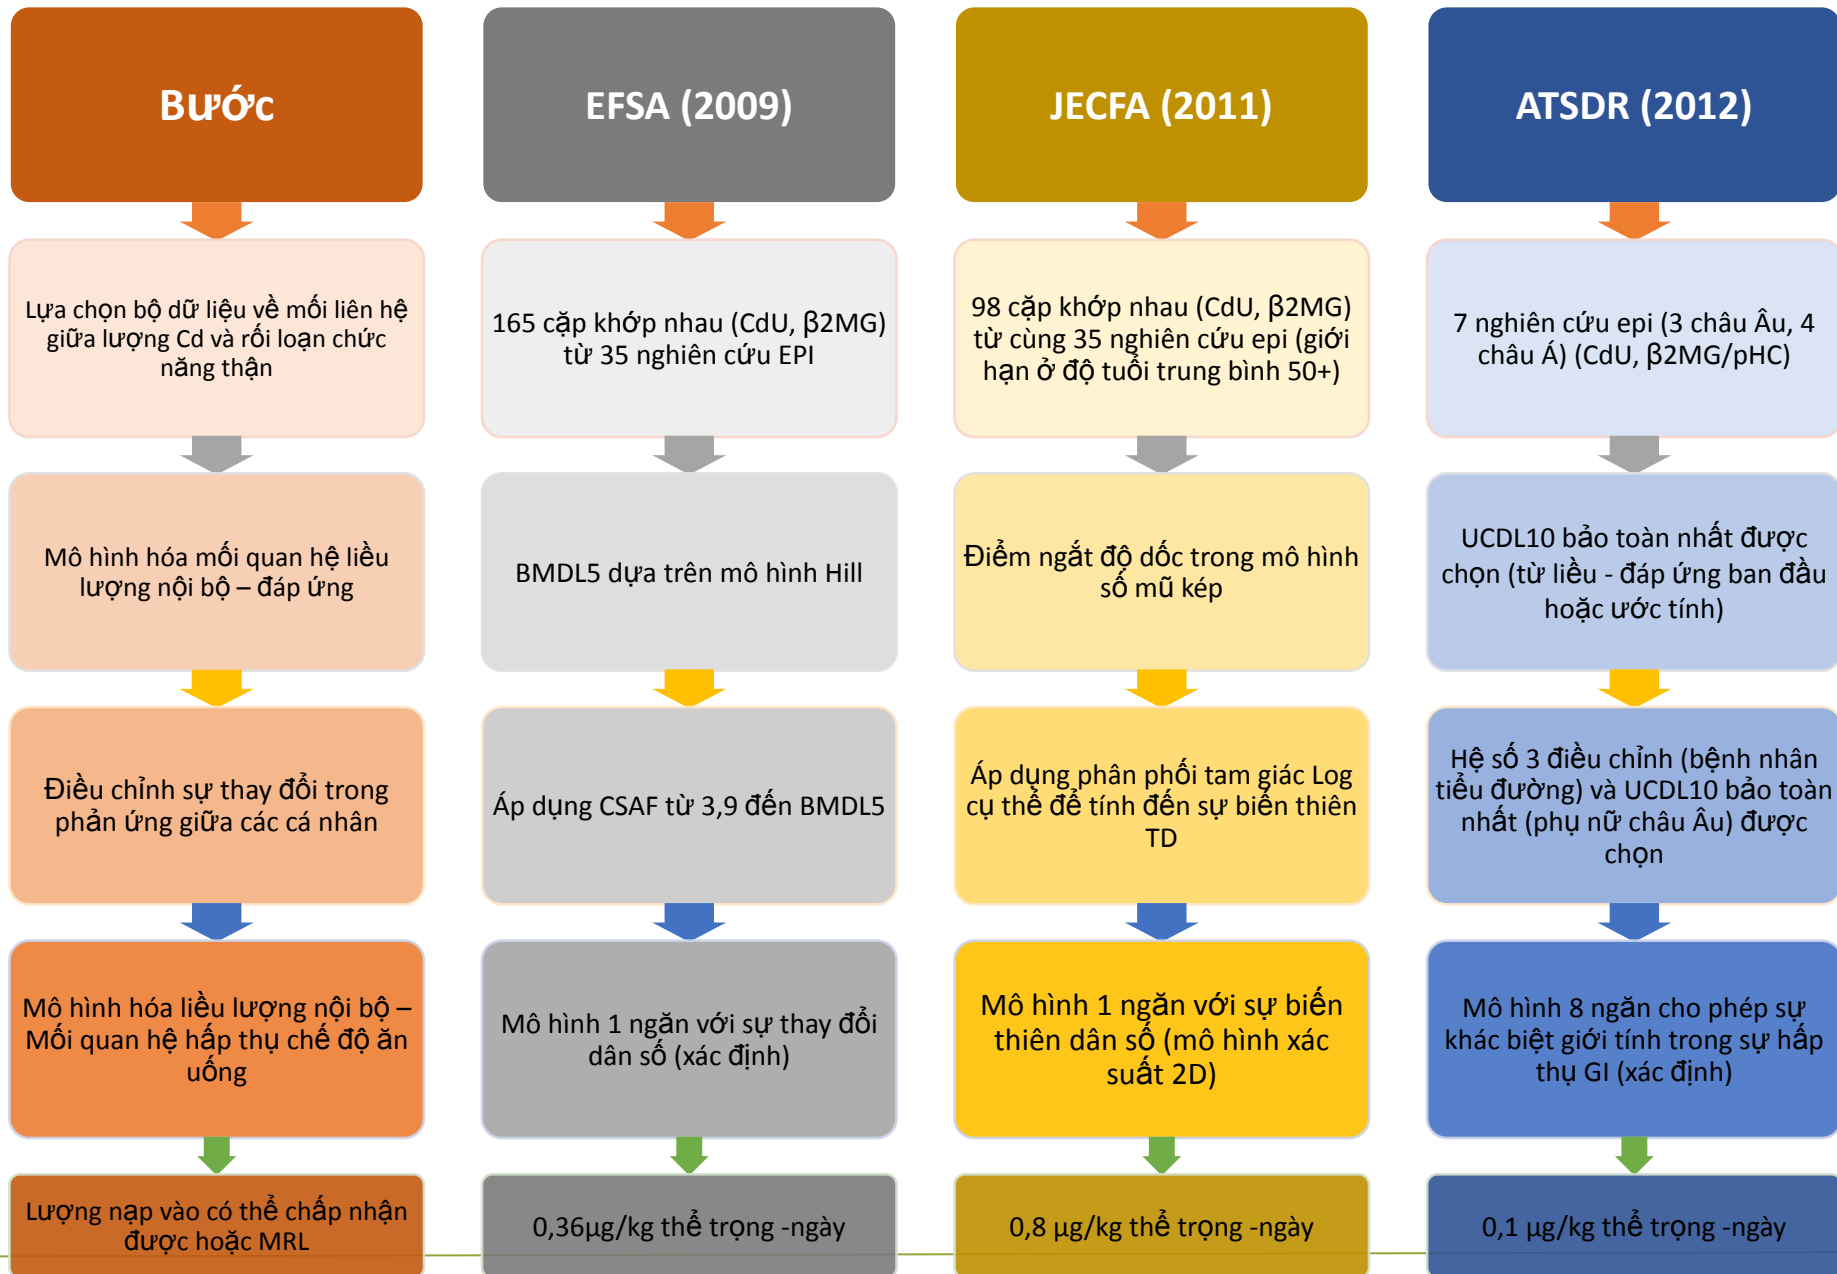 Bước
EFSA (2009)
JECFA (2011)
ATSDR (2012)
Lựa chọn bộ dữ liệu về mối liên hệ
giữa lượng Cd và rối loạn chức
năng thận
165 cặp khớp nhau (CdU, β2MG)
từ 35 nghiên cứu EPI
98 cặp khớp nhau (CdU, β2MG)
từ cùng 35 nghiên cứu epi (giới
hạn ở độ tuổi trung bình 50+)
7 nghiên cứu epi (3 châu Âu, 4
châu Á) (CdU, β2MG/pHC)
Mô hình hóa mối quan hệ liều
lượng nội bộ – đáp ứng
BMDL5 dựa trên mô hình Hill
Điểm ngắt độ dốc trong mô hình
số mũ kép
UCDL10 bảo toàn nhất được
chọn (từ liều - đáp ứng ban đầu
hoặc ước tính)
Điều chỉnh sự thay đổi trong
phản ứng giữa các cá nhân
Áp dụng CSAF từ 3,9 đến BMDL5
Áp dụng phân phối tam giác Log
cụ thể để tính đến sự biến thiên
TD
Hệ số 3 điều chỉnh (bệnh nhân
tiểu đường) và UCDL10 bảo toàn
nhất (phụ nữ châu Âu) được
chọn
Mô hình hóa liều lượng nội bộ –
Mối quan hệ hấp thụ chế độ ăn
uống
Mô hình 1 ngăn với sự thay đổi
dân số (xác định)
Mô hình 1 ngăn với sự biến
thiên dân số (mô hình xác
suất 2D)
Mô hình 8 ngăn cho phép sự
khác biệt giới tính trong sự hấp
thụ GI (xác định)
Lượng nạp vào có thể chấp nhận
được hoặc MRL
0,36µg/kg thể trọng -ngày
0,8 µg/kg thể trọng -ngày
0,1 µg/kg thể trọng -ngày